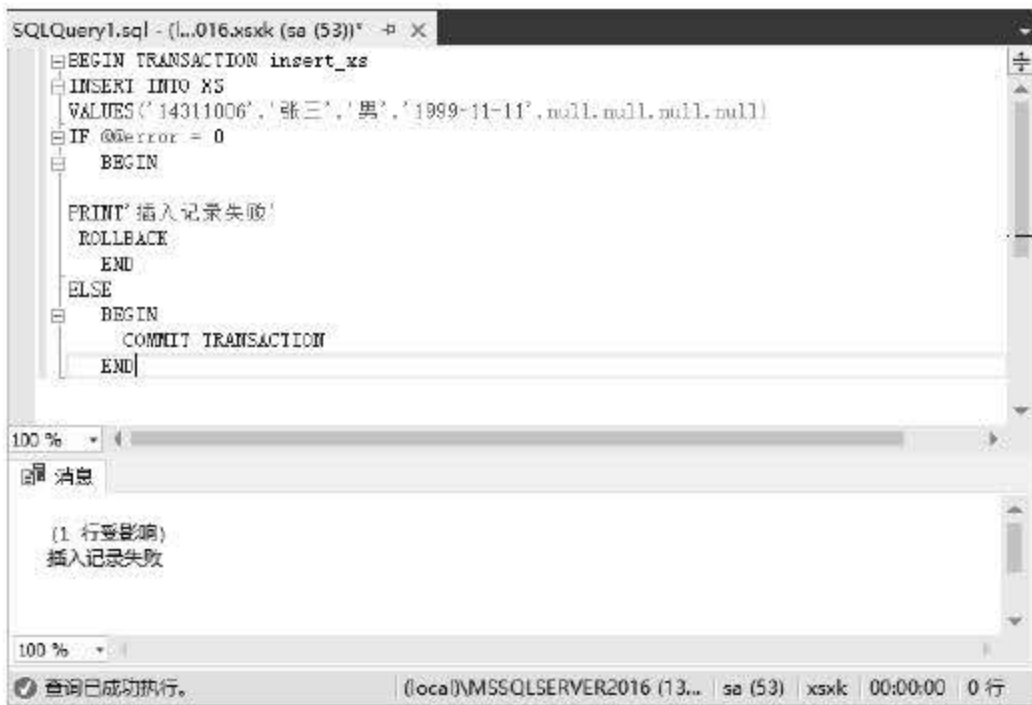 SQLQuery1.sql - (l...016.xsxk (sa (53))*
BEGIN TRANSACTION insert_xs
INSERT INTO XS
VALUES('14311006','张三','男','1999-11-11',null,null,null,null)
IF @@error = 0
BEGIN
PRINT'插入记录失败'
ROLLBACK
END
ELSE
BEGIN
COMMIT TRANSACTION
END
100 %
消息
(1 行受影响)
插入记录失败
100 %
查询已成功执行。 (local)\MSSQLSERVER2016 (13... sa (53) xsxk 00:00:00 0 行